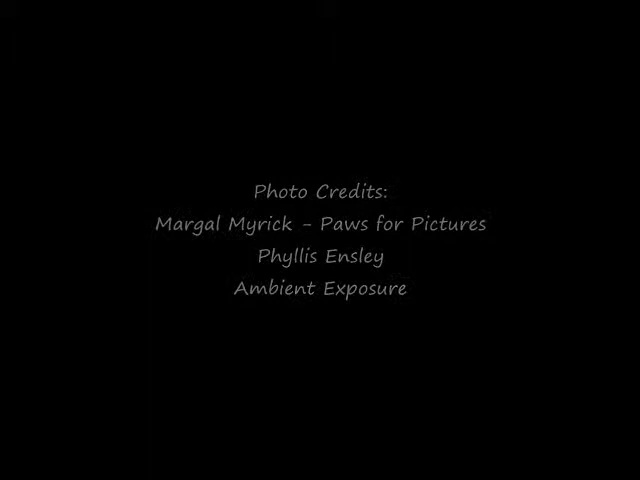 Photo Credits:
Margal Myrick - Paws for Pictures
Phyllis Ensley
Ambient Exposure